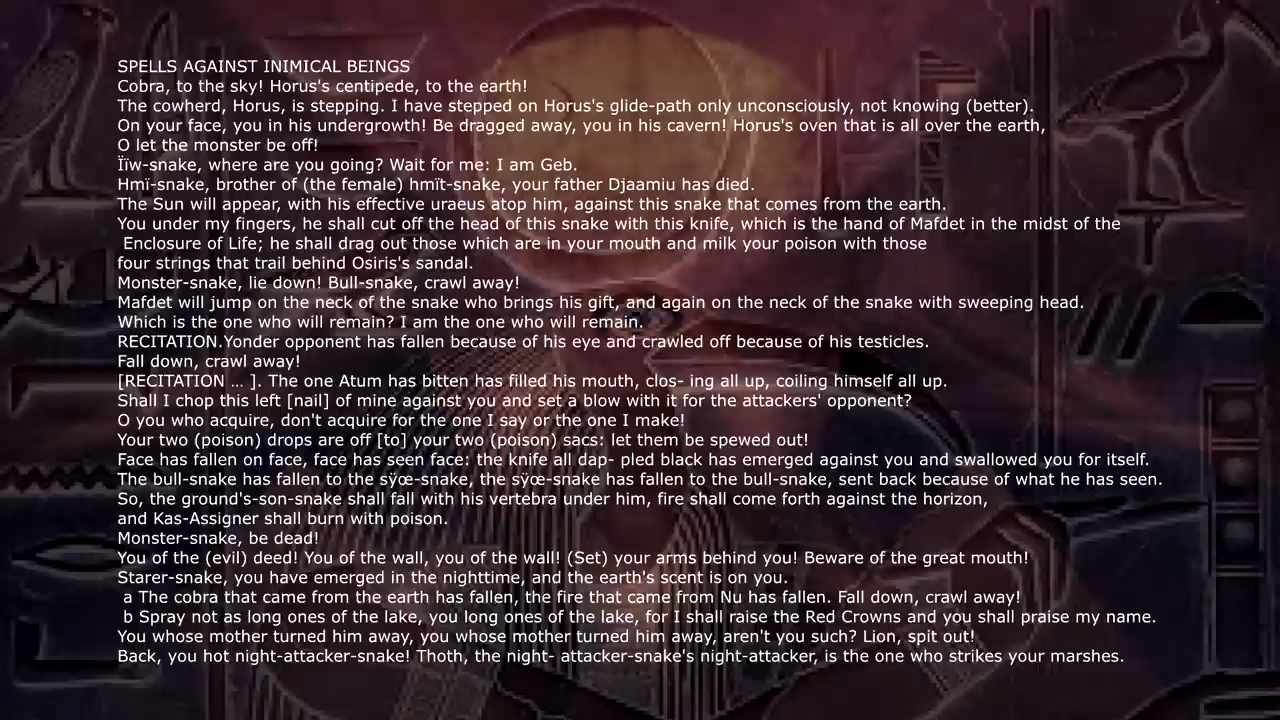 SPELLS AGAINST INIMICAL BEINGS
Cobra, to the sky! Horus's centipede, to the earth!
The cowherd, Horus, is stepping. I have stepped on Horus's glide-path only unconsciously, not knowing (better).
On your face, you in his undergrowth! Be dragged away, you in his cavern! Horus's oven that is all over the earth,
O let the monster be off!
Ïïw-snake, where are you going? Wait for me: I am Geb.
Hmï-snake, brother of (the female) hmït-snake, your father Djaamiu has died.
The Sun will appear, with his effective uraeus atop him, against this snake that comes from the earth.
You under my fingers, he shall cut off the head of this snake with this knife, which is the hand of Mafdet in the midst of the
Enclosure of Life; he shall drag out those which are in your mouth and milk your poison with those
four strings that trail behind Osiris's sandal.
Monster-snake, lie down! Bull-snake, crawl away!
Mafdet will jump on the neck of the snake who brings his gift, and again on the neck of the snake with sweeping head.
Which is the one who will remain? I am the one who will remain.
RECITATION.Yonder opponent has fallen because of his eye and crawled off because of his testicles.
Fall down, crawl away!
[RECITATION … ]. The one Atum has bitten has filled his mouth, clos- ing all up, coiling himself all up.
Shall I chop this left [nail] of mine against you and set a blow with it for the attackers' opponent?
O you who acquire, don't acquire for the one I say or the one I make!
Your two (poison) drops are off [to] your two (poison) sacs: let them be spewed out!
Face has fallen on face, face has seen face: the knife all dap- pled black has emerged against you and swallowed you for itself.
The bull-snake has fallen to the sÿœ-snake, the sÿœ-snake has fallen to the bull-snake, sent back because of what he has seen.
So, the ground's-son-snake shall fall with his vertebra under him, fire shall come forth against the horizon,
and Kas-Assigner shall burn with poison.
Monster-snake, be dead!
You of the (evil) deed! You of the wall, you of the wall! (Set) your arms behind you! Beware of the great mouth!
Starer-snake, you have emerged in the nighttime, and the earth's scent is on you.
a The cobra that came from the earth has fallen, the fire that came from Nu has fallen. Fall down, crawl away!
b Spray not as long ones of the lake, you long ones of the lake, for I shall raise the Red Crowns and you shall praise my name.
You whose mother turned him away, you whose mother turned him away, aren't you such? Lion, spit out!
Back, you hot night-attacker-snake! Thoth, the night- attacker-snake's night-attacker, is the one who strikes your marshes.